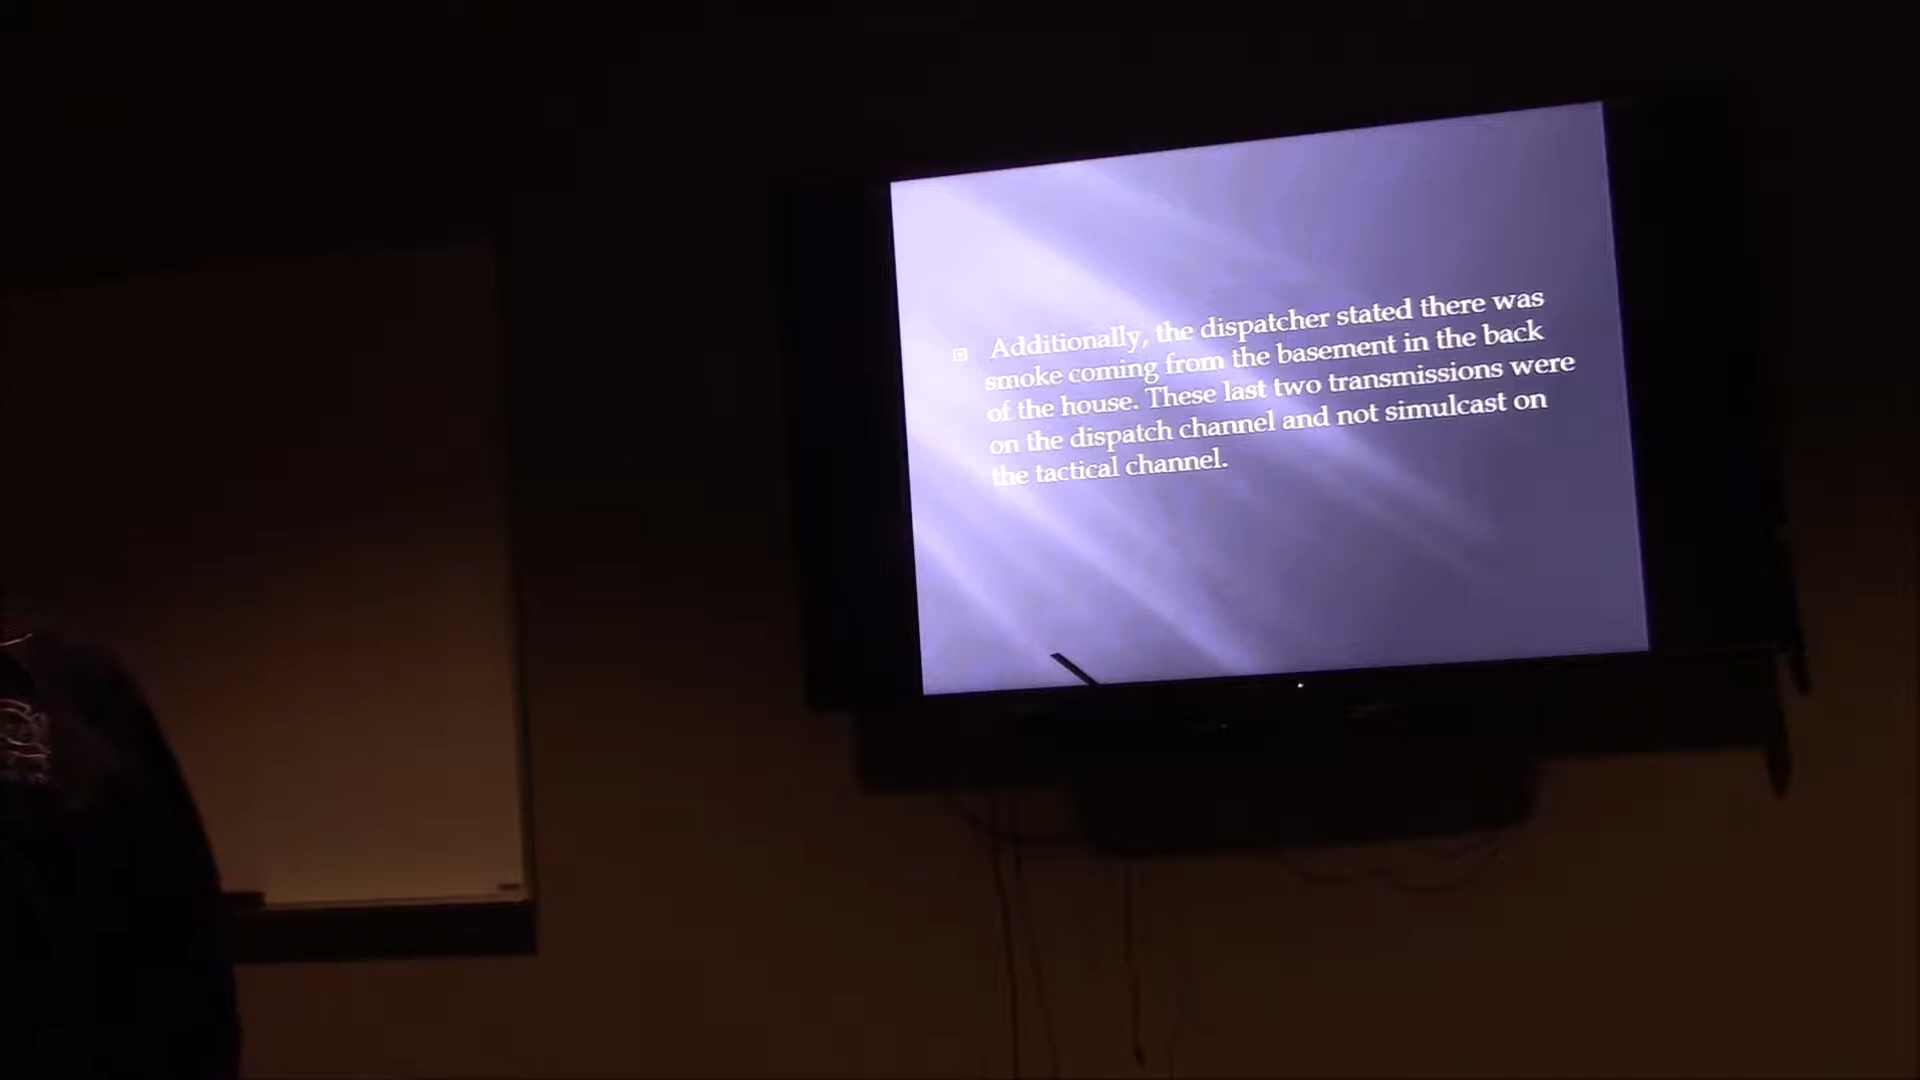 Additionally, the dispatcher stated there was
smoke coming from the basement in the back
of the house. These last two transmissions were
on the dispatch channel and not simulcast on
the tactical channel.